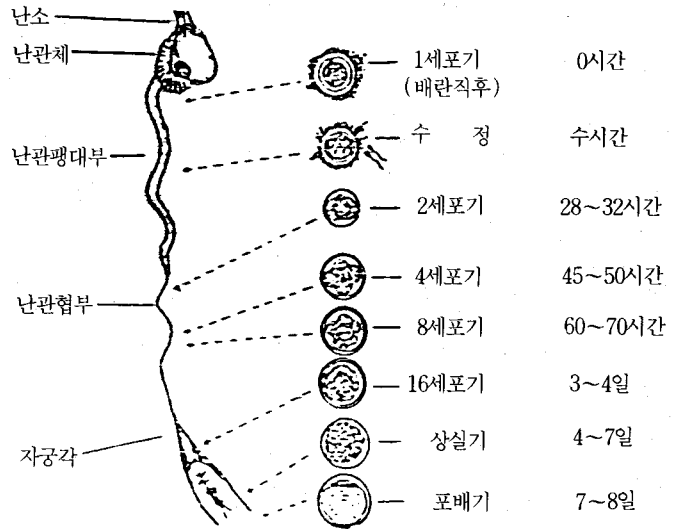 난소
난관체
난관팽대부
난관협부
자궁각
1세포기 0시간
(배란직후)
수 정 수시간
2세포기 28~32시간
4세포기 45~50시간
8세포기 60~70시간
16세포기 3~4일
상실기 4~7일
포배기 7~8일